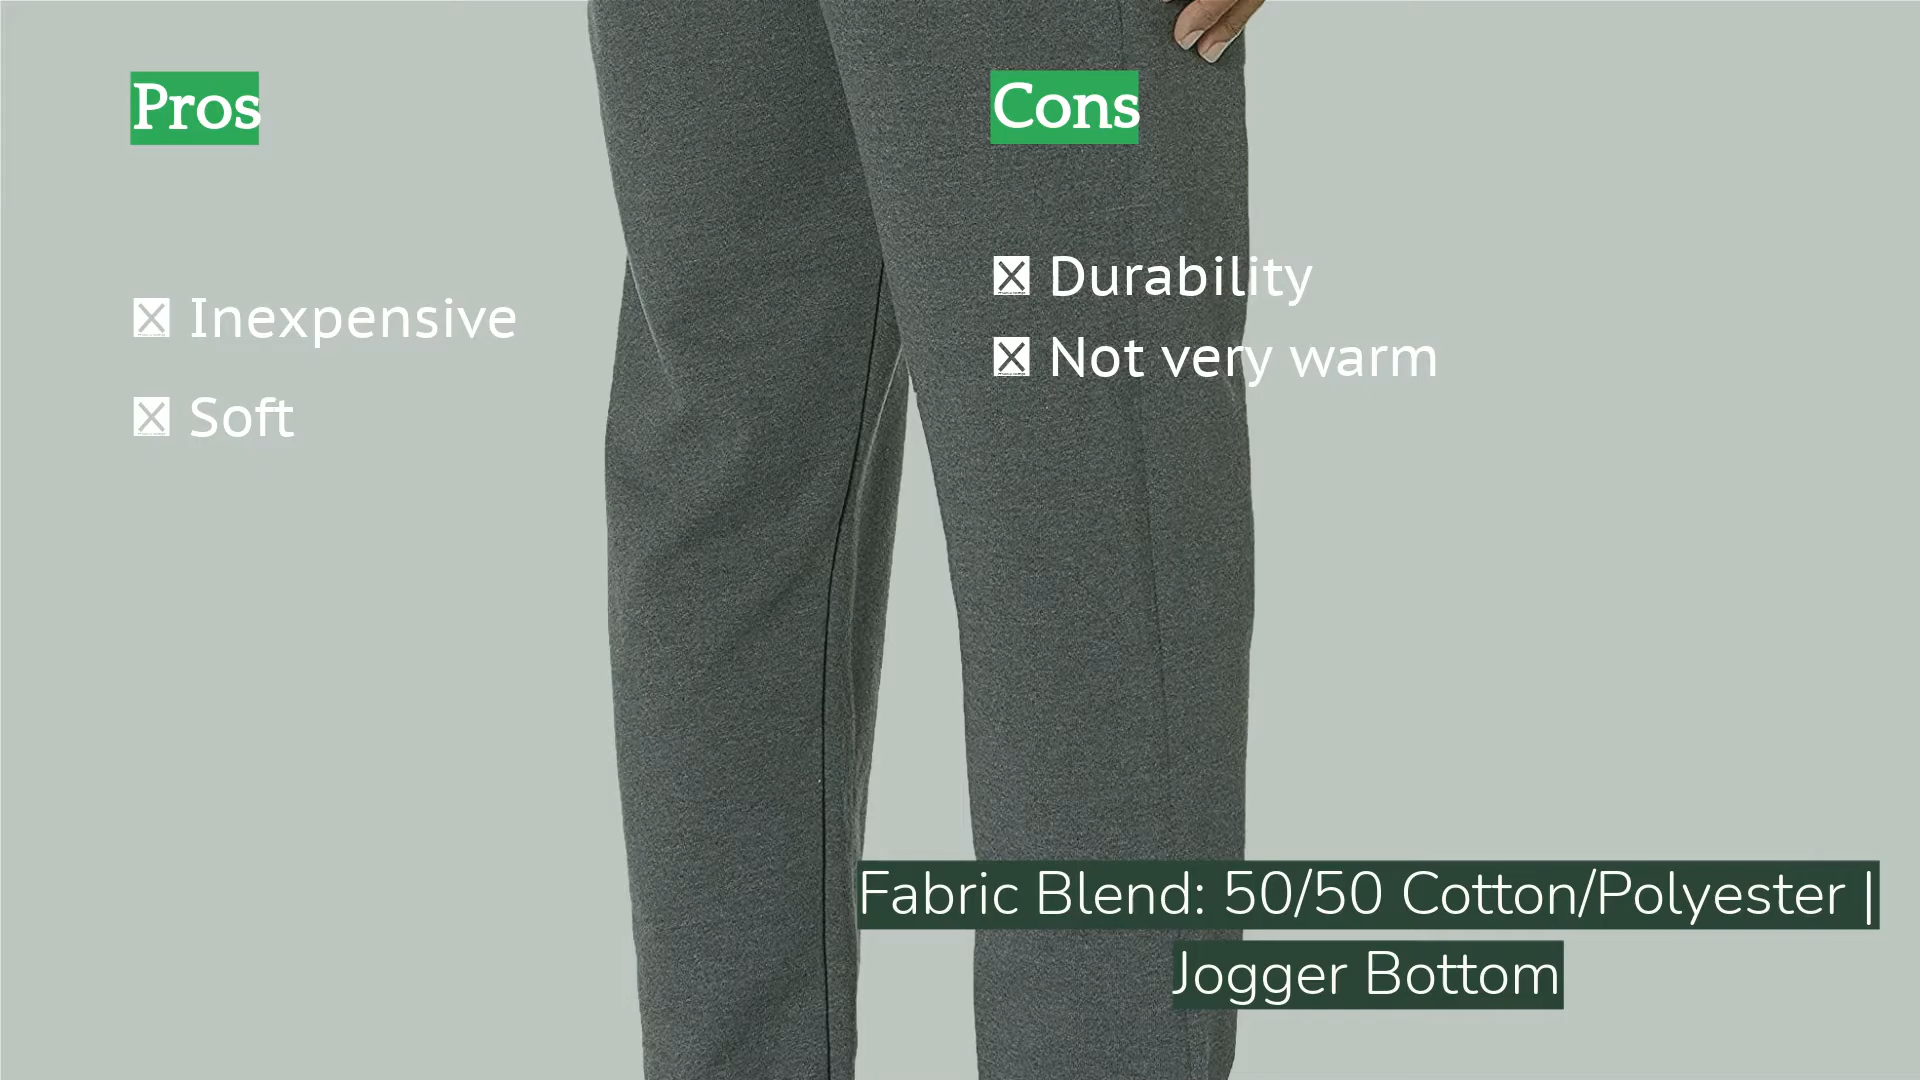 Pros
Inexpensive
Soft
Cons
Durability
Not very warm
Fabric Blend: 50/50 Cotton/Polyester |
Jogger Bottom